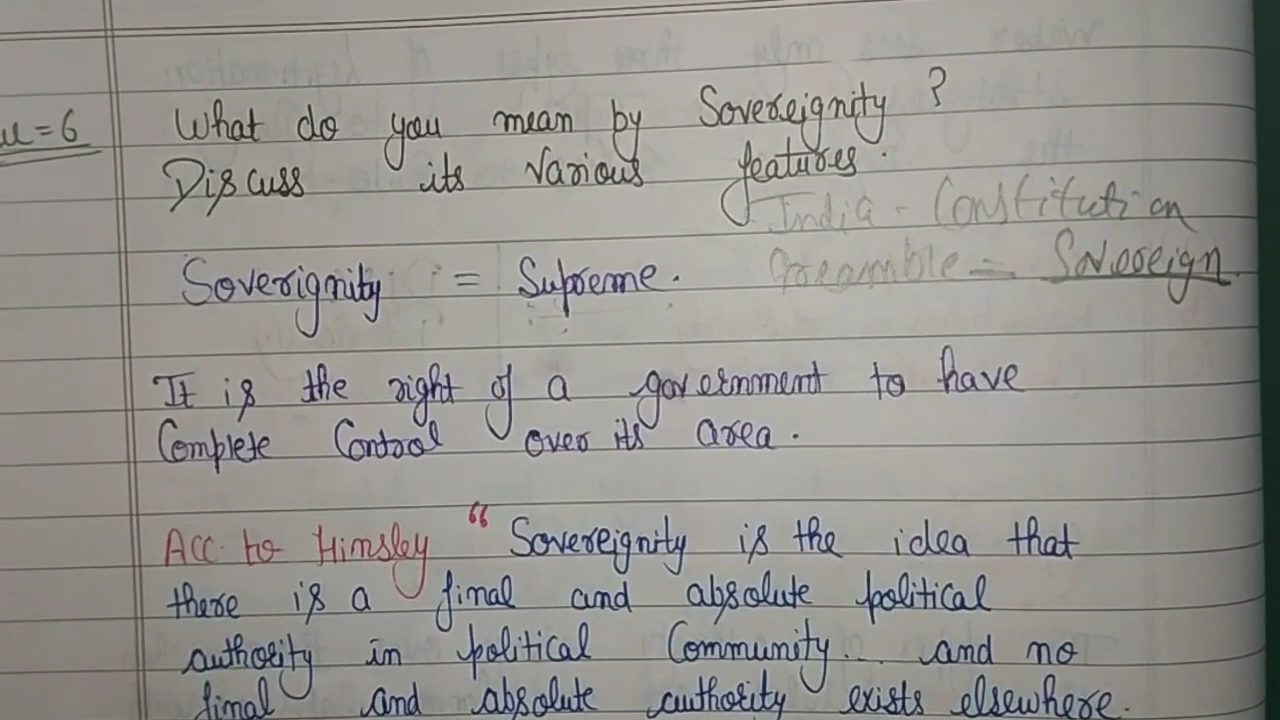 u=6 What do you mean by Sovereignity ?
Discuss its Various features.
India - Constitution
Soverignity = Supreme. Preamble = Sovereign.
It is the right of a government to have
Complete Control over its area.
Acc. to Himsley "Sovereignity is the idea that
there is a final and absolute political
authority in political Community... and no
final and absolute authority exists elsewhere.